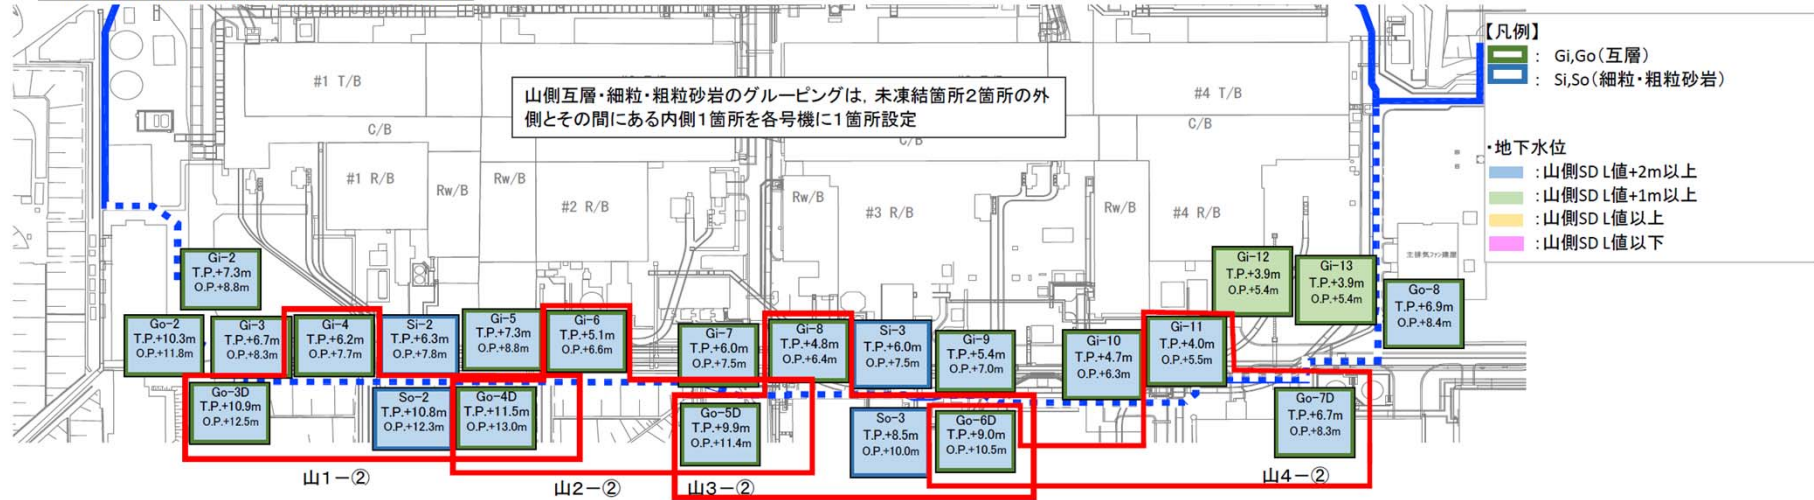 【凡例】
： Gi,Go(互層)
： Si,So(細粒・粗粒砂岩)
・地下水位
：山側SD L値+2m以上
：山側SD L値+1m以上
：山側SD L値以上
：山側SD L値以下
#1 T/B
#4 T/B
山側互層・細粒・粗粒砂岩のグルーピングは，未凍結箇所2箇所の外
側とその間にある内側1箇所を各号機に1箇所設定
C/B
C/B
C/B
#1 R/B
Rw/B
Rw/B
#2 R/B
Rw/B
#3 R/B
Rw/B
#4 R/B
主排気ファン建屋
Gi-2
T.P.+7.3m
O.P.+8.8m
Gi-12
T.P.+3.9m
O.P.+5.4m
Gi-13
T.P.+3.9m
O.P.+5.4m
Go-8
T.P.+6.9m
O.P.+8.4m
Go-2
T.P.+10.3m
O.P.+11.8m
Gi-3
T.P.+6.7m
O.P.+8.3m
Gi-4
T.P.+6.2m
O.P.+7.7m
Si-2
T.P.+6.3m
O.P.+7.8m
Gi-5
T.P.+7.3m
O.P.+8.8m
Gi-6
T.P.+5.1m
O.P.+6.6m
Gi-7
T.P.+6.0m
O.P.+7.5m
Gi-8
T.P.+4.8m
O.P.+6.4m
Si-3
T.P.+6.0m
O.P.+7.5m
Gi-9
T.P.+5.4m
O.P.+7.0m
Gi-10
T.P.+4.7m
O.P.+6.3m
Gi-11
T.P.+4.0m
O.P.+5.5m
Go-3D
T.P.+10.9m
O.P.+12.5m
So-2
T.P.+10.8m
O.P.+12.3m
Go-4D
T.P.+11.5m
O.P.+13.0m
Go-5D
T.P.+9.9m
O.P.+11.4m
So-3
T.P.+8.5m
O.P.+10.0m
Go-6D
T.P.+9.0m
O.P.+10.5m
Go-7D
T.P.+6.7m
O.P.+8.3m
山1－②
山2－②
山3－②
山4－②